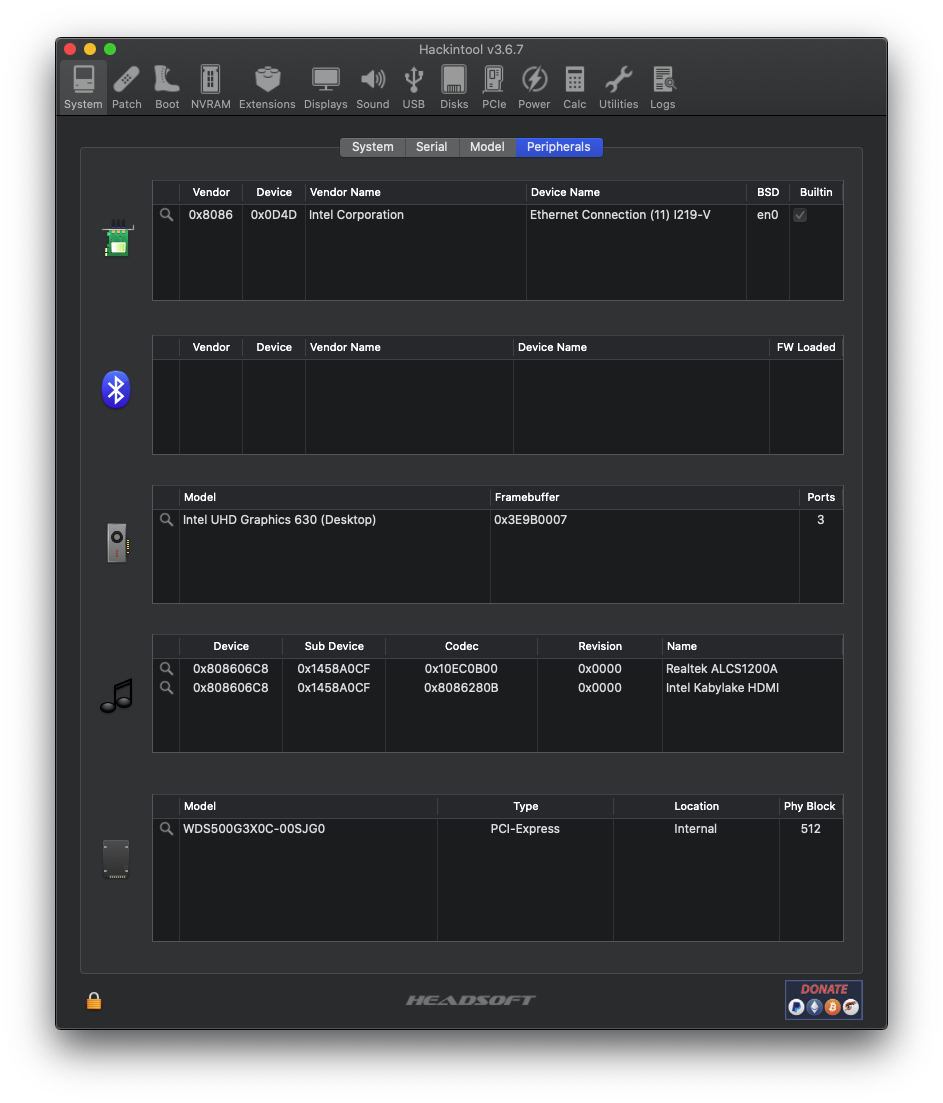 Hackintool v3.6.7
System Patch Boot NVRAM Extensions Displays Sound USB Disks PCIe Power Calc Utilities Logs
System Serial Model Peripherals
Vendor Device Vendor Name Device Name BSD Builtin
0x8086 0x0D4D Intel Corporation Ethernet Connection (11) I219-V en0
Vendor Device Vendor Name Device Name FW Loaded
Model Framebuffer Ports
Intel UHD Graphics 630 (Desktop) 0x3E9B0007 3
Device Sub Device Codec Revision Name
0x808606C8 0x1458A0CF 0x10EC0B00 0x0000 Realtek ALCS1200A
0x808606C8 0x1458A0CF 0x8086280B 0x0000 Intel Kabylake HDMI
Model Type Location Phy Block
WDS500G3X0C-00SJG0 PCI-Express Internal 512
HEADSOFT
DONATE